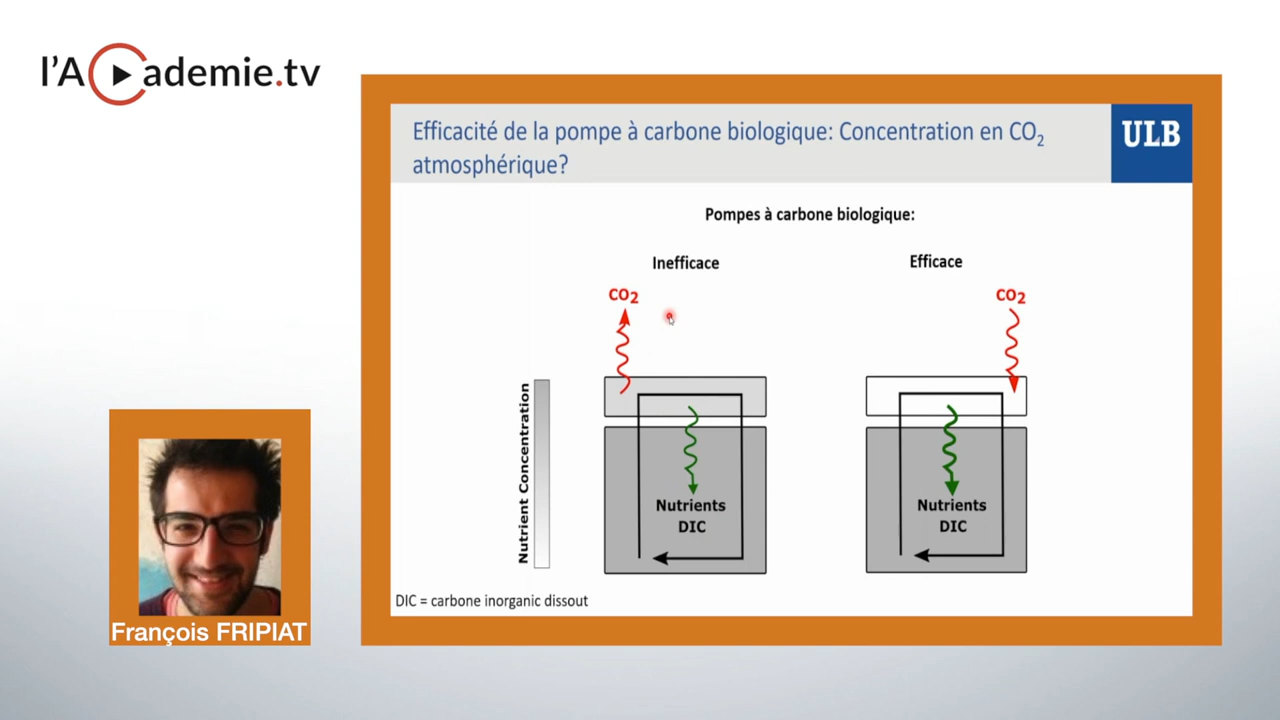 l'Academie.tv
Efficacité de la pompe à carbone biologique: Concentration en CO2
atmosphérique?
ULB
Pompes à carbone biologique:
Inefficace
Efficace
CO2
CO2
Nutrient Concentration
Nutrients
DIC
Nutrients
DIC
DIC = carbone inorganic dissout
François FRIPIAT